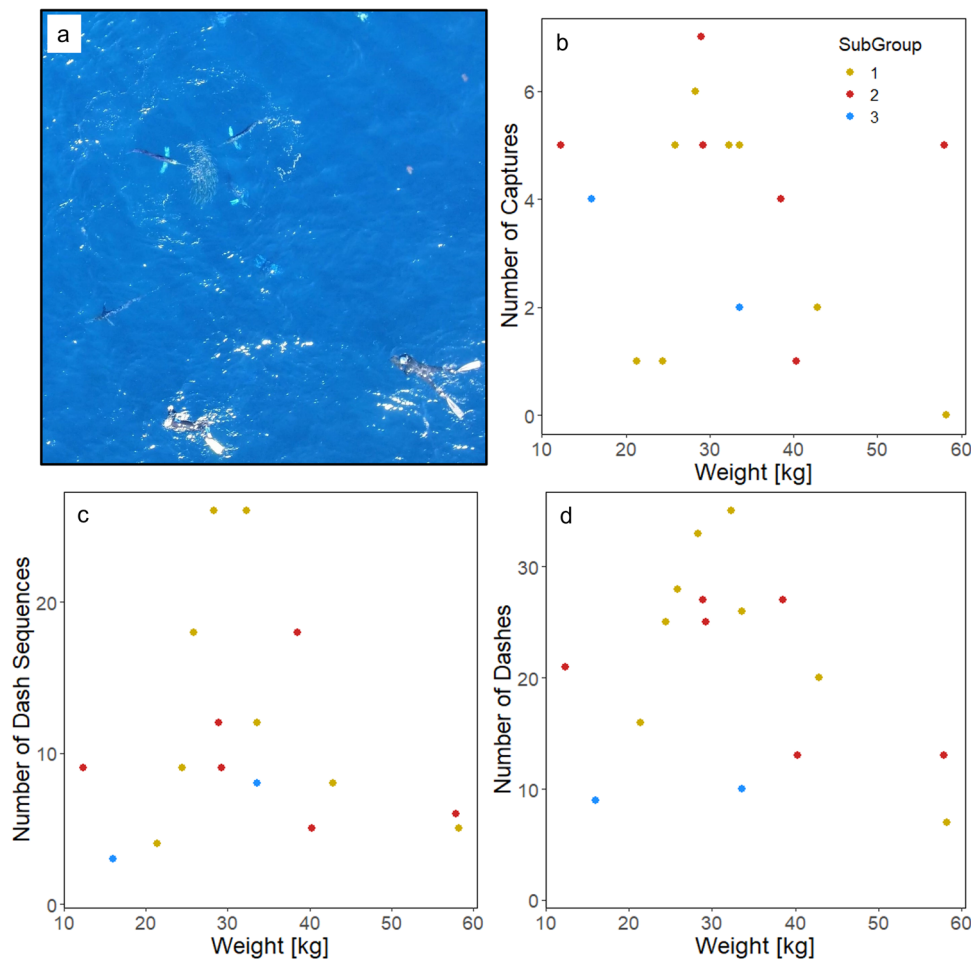 a
b
SubGroup
1
2
3
Number of Captures
6
4
2
0
10 20 30 40 50 60
Weight [kg]
c
Number of Dash Sequences
20
10
0
10 20 30 40 50 60
Weight [kg]
d
Number of Dashes
30
20
10
0
10 20 30 40 50 60
Weight [kg]